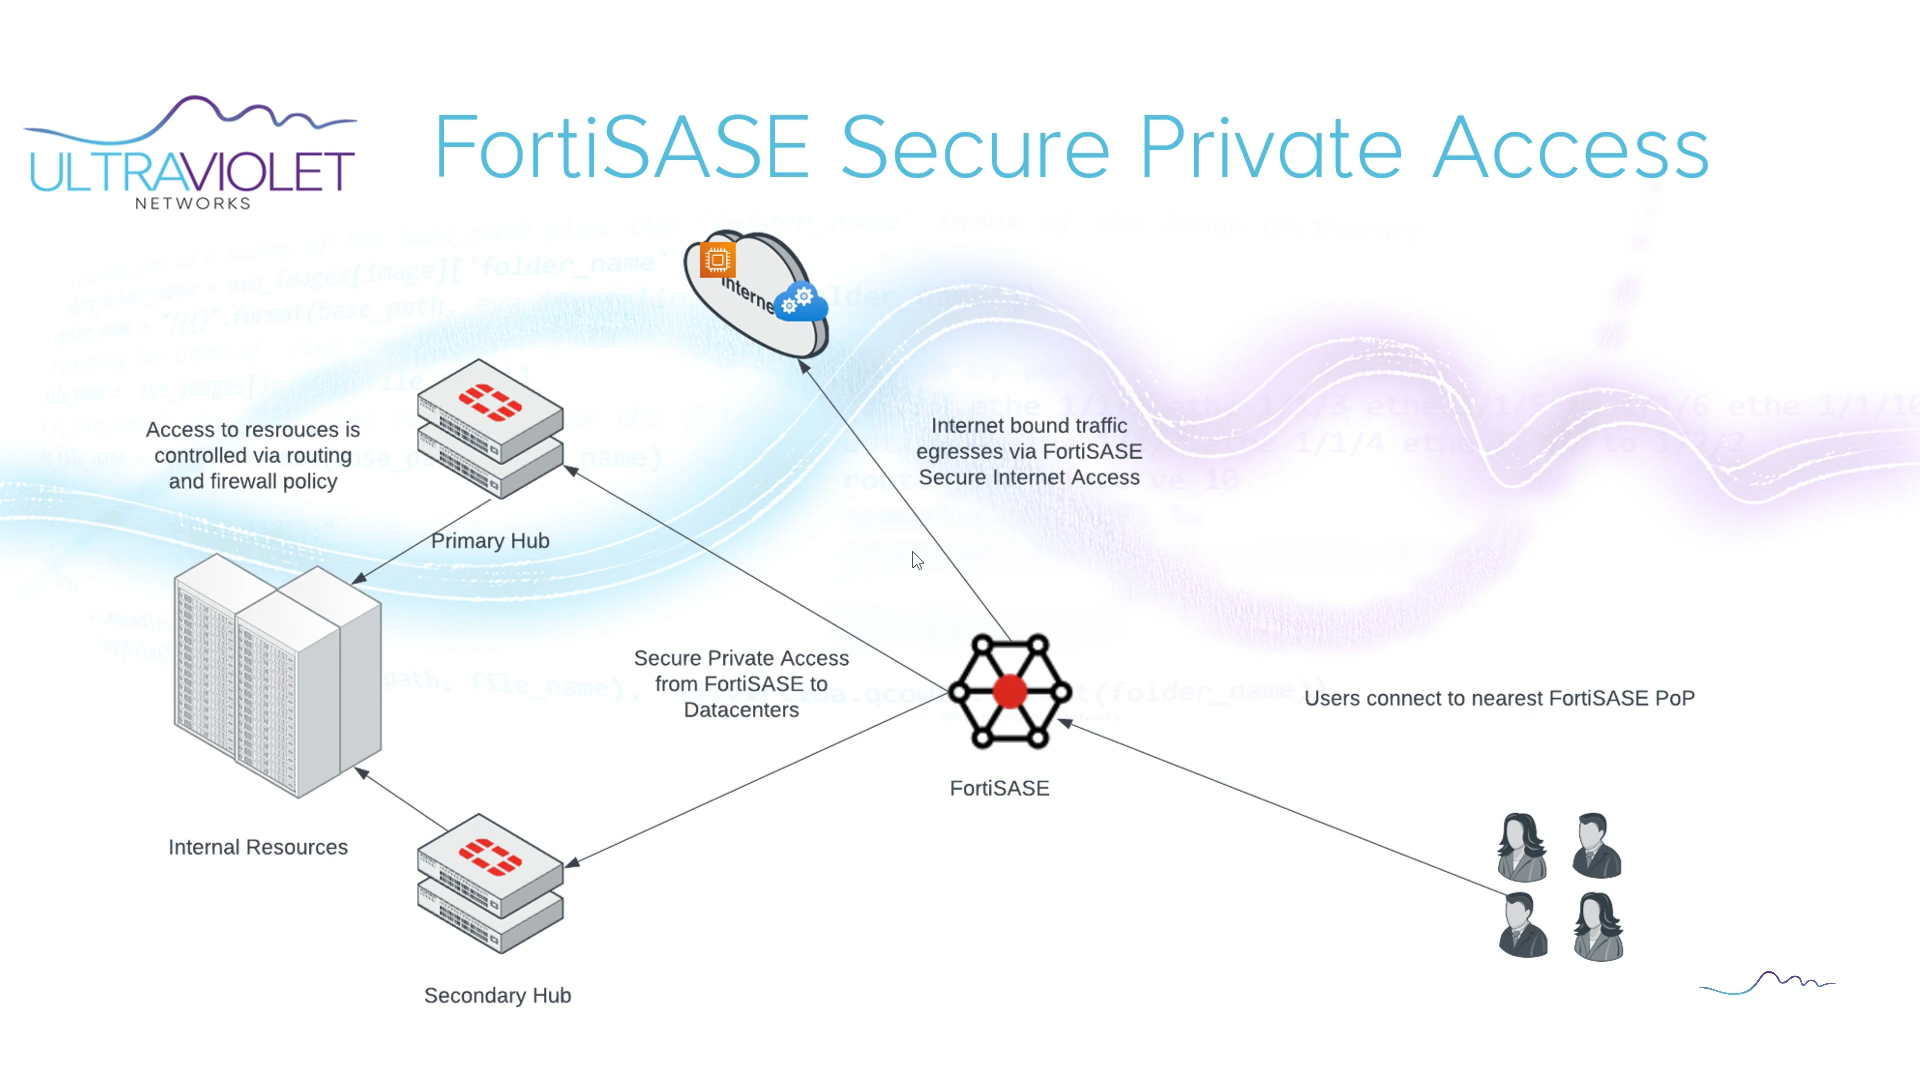 ULTRAVIOLET
NETWORKS
FortiSASE Secure Private Access
Interne
Access to resrouces is
controlled via routing
and firewall policy
Internet bound traffic
egresses via FortiSASE
Secure Internet Access
Primary Hub
Secure Private Access
from FortiSASE to
Datacenters
Users connect to nearest FortiSASE PoP
FortiSASE
Internal Resources
Secondary Hub